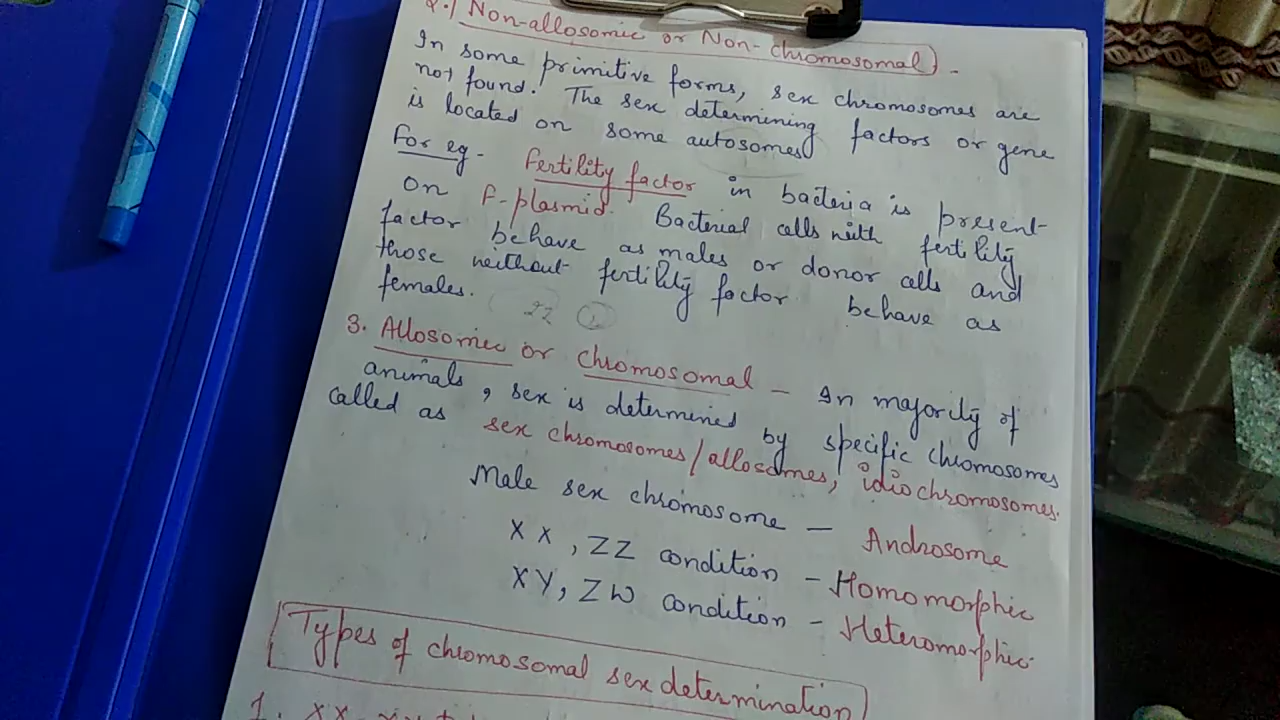 2.) Non-allosomic or Non-chromosomal) -
In some primitive forms, sex chromosomes are
not found. The sex determining factors or gene
is located on some autosomes
For eg - Fertility factor in bacteria is present
on F-plasmid. Bacterial cells with fertility
factor behave as males or donor cells and
those without fertility factor behave as
females.
3. Allosomic or Chromosomal - In majority of
animals, sex is determined by specific chromosomes
called as sex chromosomes/allosomes, idiochromosomes.
Male sex chromosome - Androsome
XX, ZZ condition - Homomorphic
XY, ZW condition - Heteromorphic.
Types of chromosomal sex determination
1. XX